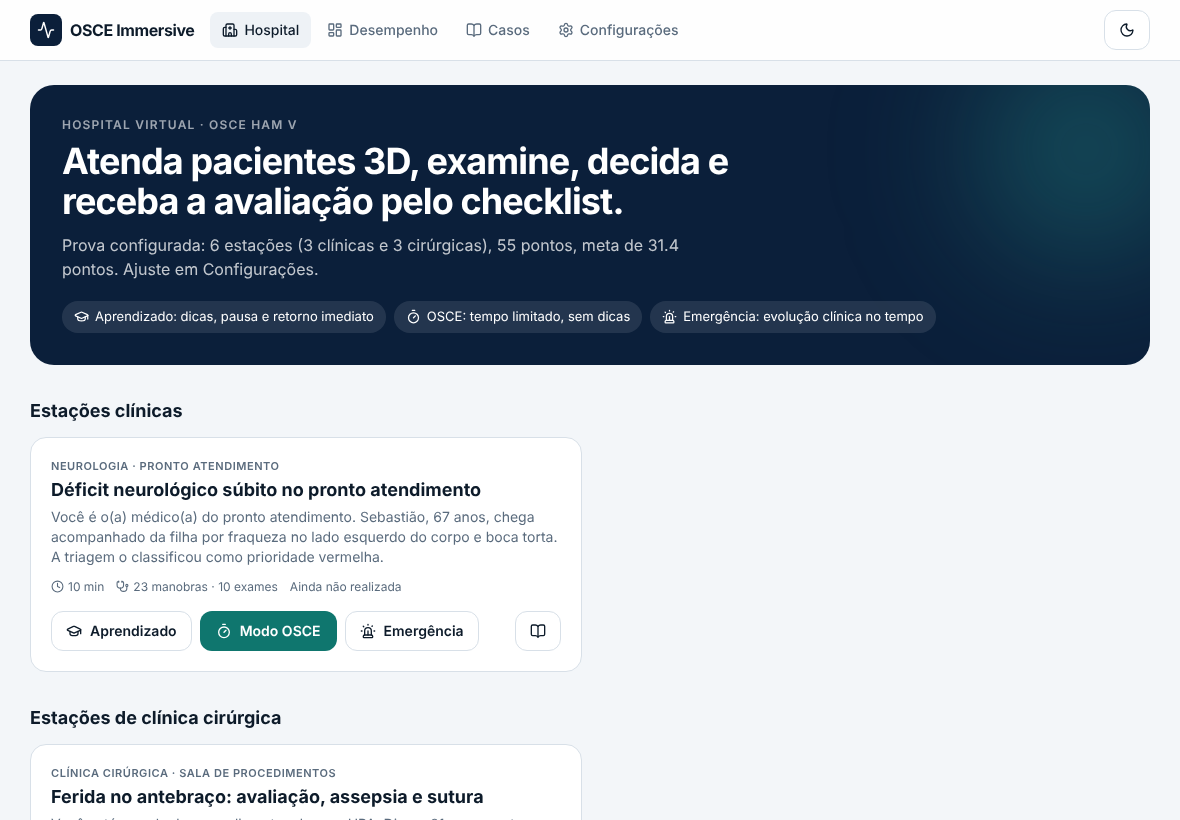 OSCE Immersive
Hospital
Desempenho
Casos
Configurações
HOSPITAL VIRTUAL · OSCE HAM V
Atenda pacientes 3D, examine, decida e
receba a avaliação pelo checklist.
Prova configurada: 6 estações (3 clínicas e 3 cirúrgicas), 55 pontos, meta de 31.4
pontos. Ajuste em Configurações.
Aprendizado: dicas, pausa e retorno imediato
OSCE: tempo limitado, sem dicas
Emergência: evolução clínica no tempo
Estações clínicas
NEUROLOGIA · PRONTO ATENDIMENTO
Déficit neurológico súbito no pronto atendimento
Você é o(a) médico(a) do pronto atendimento. Sebastião, 67 anos, chega
acompanhado da filha por fraqueza no lado esquerdo do corpo e boca torta.
A triagem o classificou como prioridade vermelha.
10 min
23 manobras · 10 exames
Ainda não realizada
Aprendizado
Modo OSCE
Emergência
Estações de clínica cirúrgica
CLÍNICA CIRÚRGICA · SALA DE PROCEDIMENTOS
Ferida no antebraço: avaliação, assepsia e sutura